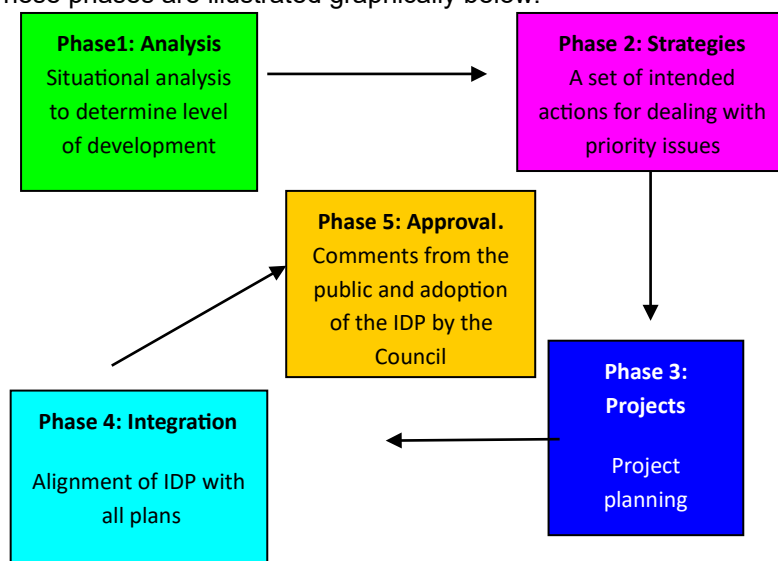 These phases are illustrated graphically below:
Phase1: Analysis
Situational analysis
to determine level
of development
Phase 2: Strategies
A set of intended
actions for dealing with
priority issues
Phase 3:
Projects
Project
planning
Phase 4: Integration
Alignment of IDP with
all plans
Phase 5: Approval.
Comments from the
public and adoption
of the IDP by the
Council